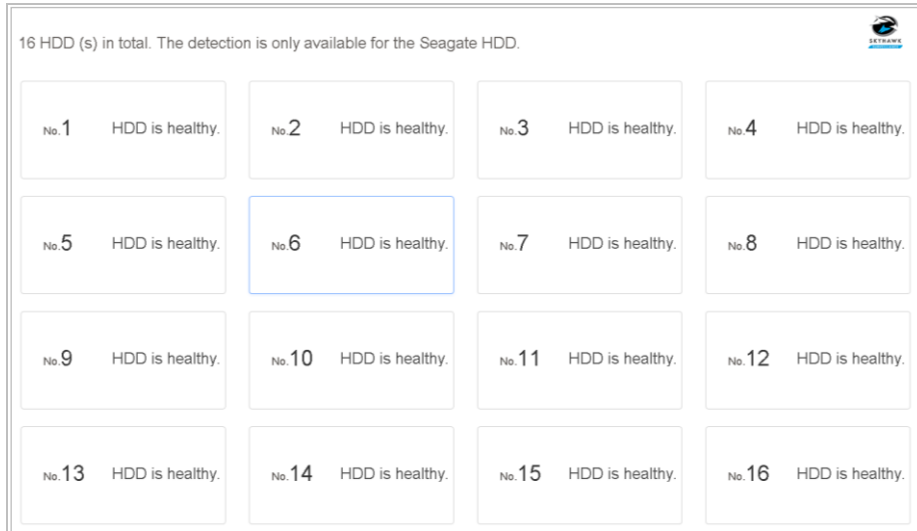 16 HDD (s) in total. The detection is only available for the Seagate HDD.
SKYHAWK
No.1 HDD is healthy.
No.2 HDD is healthy.
No.3 HDD is healthy.
No.4 HDD is healthy.
No.5 HDD is healthy.
No.6 HDD is healthy.
No.7 HDD is healthy.
No.8 HDD is healthy.
No.9 HDD is healthy.
No.10 HDD is healthy.
No.11 HDD is healthy.
No.12 HDD is healthy.
No.13 HDD is healthy.
No.14 HDD is healthy.
No.15 HDD is healthy.
No.16 HDD is healthy.